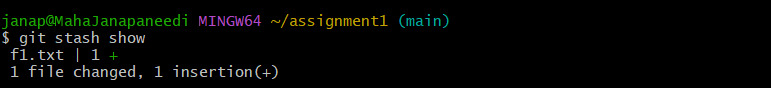 janap@MahaJanapaneedi MINGW64 ~/assignment1 (main)
$ git stash show
 f1.txt | 1 +
 1 file changed, 1 insertion(+)